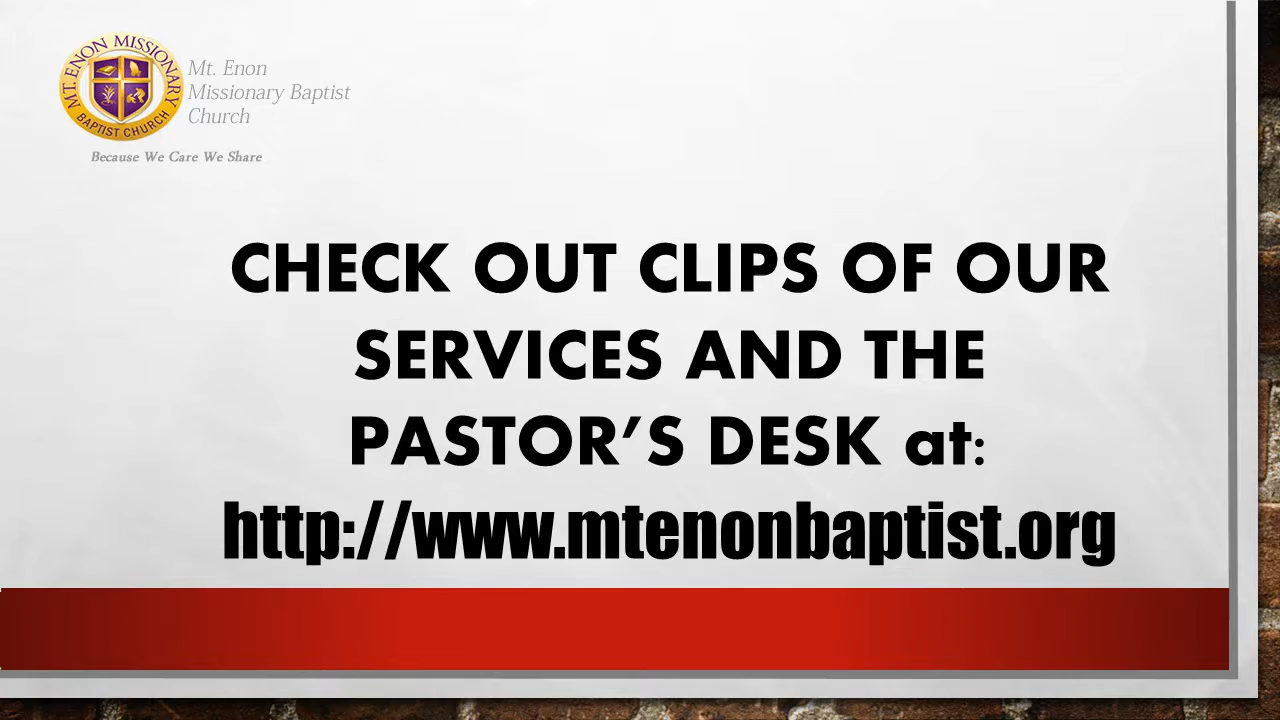 MT. ENON MISSIONARY
BAPTIST CHURCH
Mt. Enon
Missionary Baptist
Church
Because We Care We Share
CHECK OUT CLIPS OF OUR
SERVICES AND THE
PASTOR’S DESK at:
http://www.mtenonbaptist.org